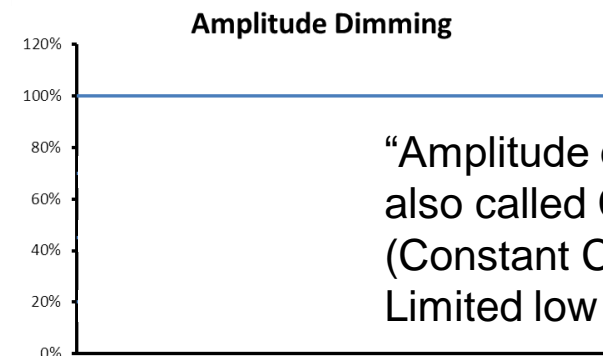 Amplitude Dimming
120%
100%
80%
60%
40%
20%
0%
“Amplitude
also called
(Constant
Limited low